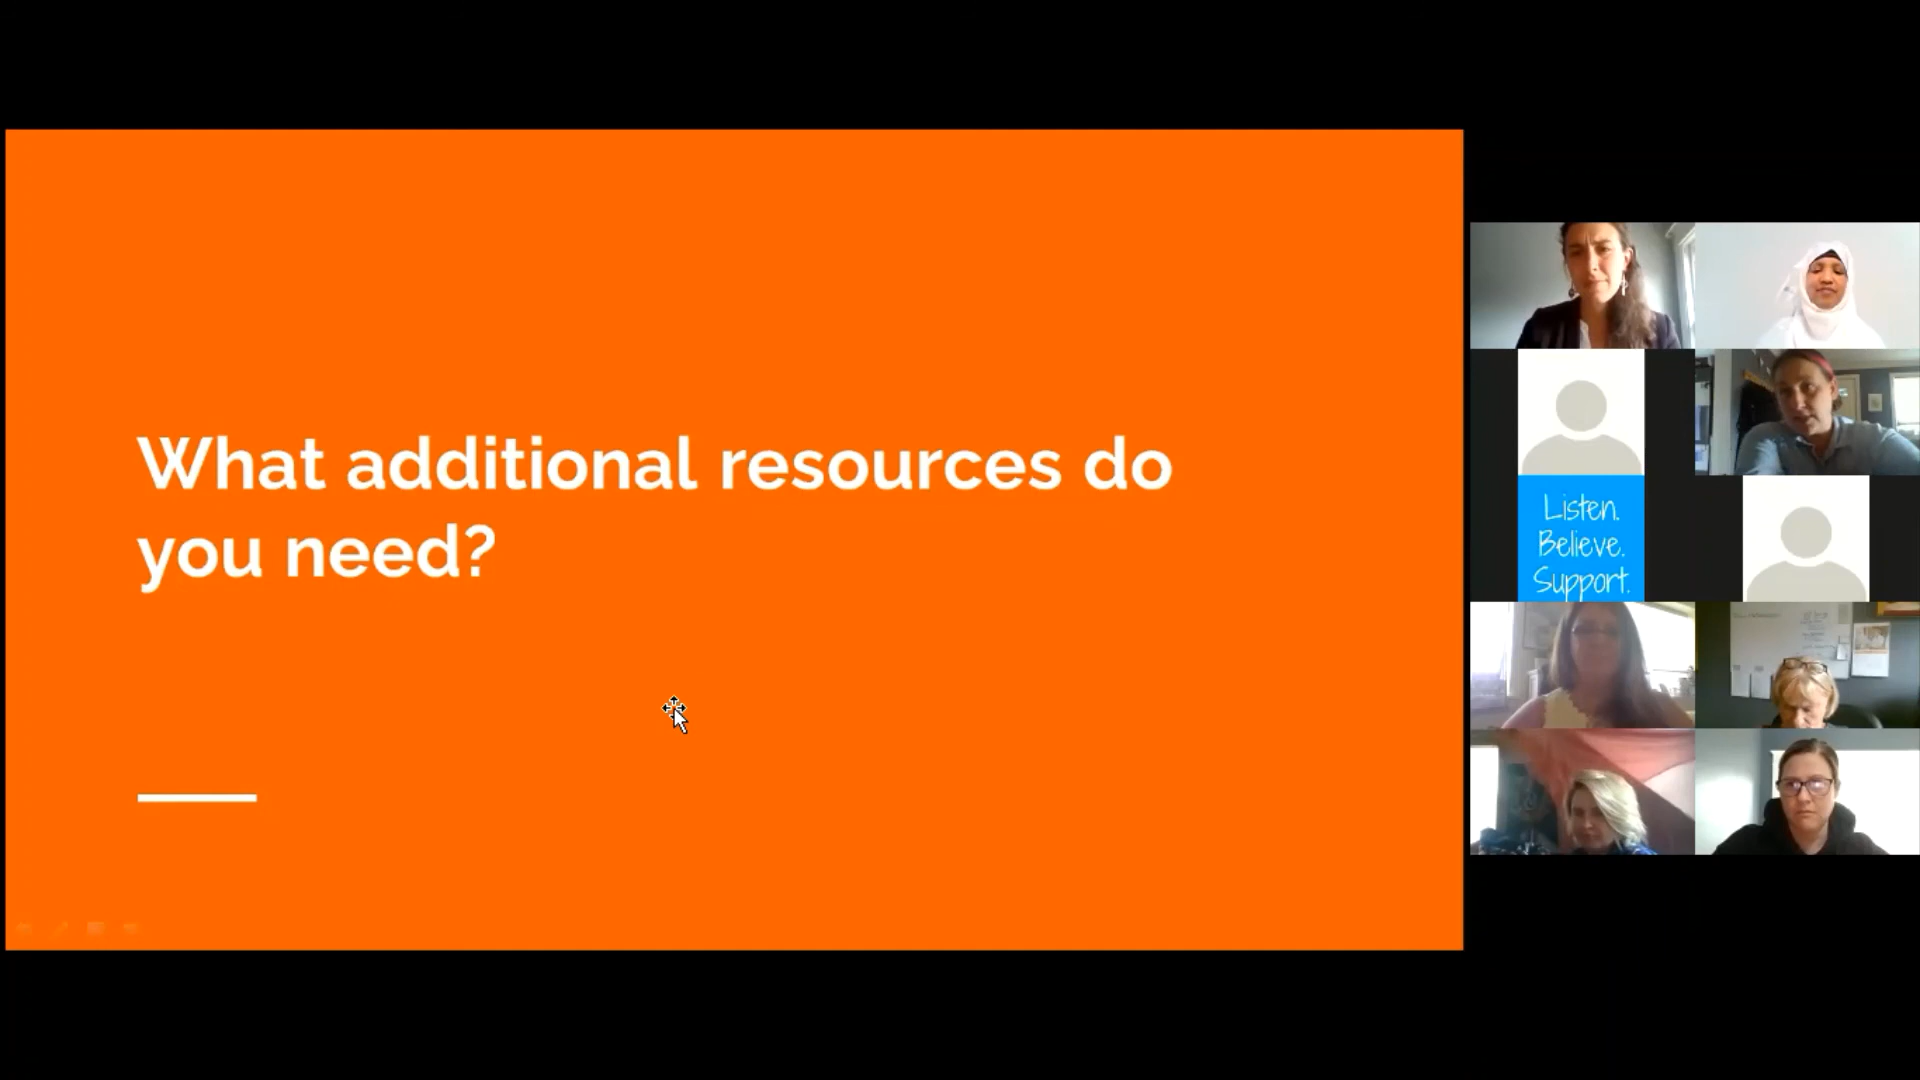 What additional resources do
you need?
Listen.
Believe.
Support.